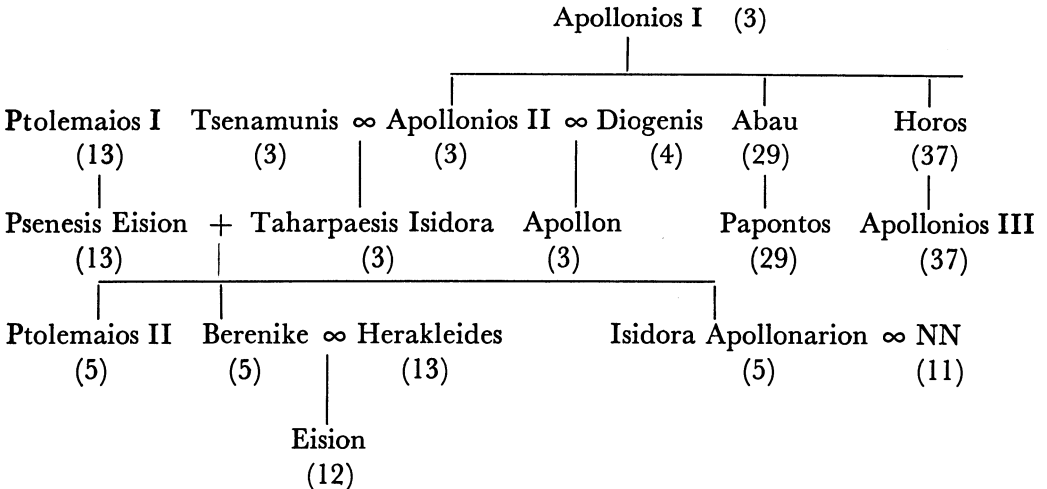 Apollonios I (3)
Ptolemaios I Tsenamunis ∞ Apollonios II ∞ Diogenis Abau Horos
(13) (3) (3) (4) (29) (37)
Psenesis Eision + Taharpaesis Isidora Apollon Papontos Apollonios III
(13) (3) (3) (29) (37)
Ptolemaios II Berenike ∞ Herakleides Isidora Apollonarion ∞ NN
(5) (5) (13) (5) (11)
Eision
(12)